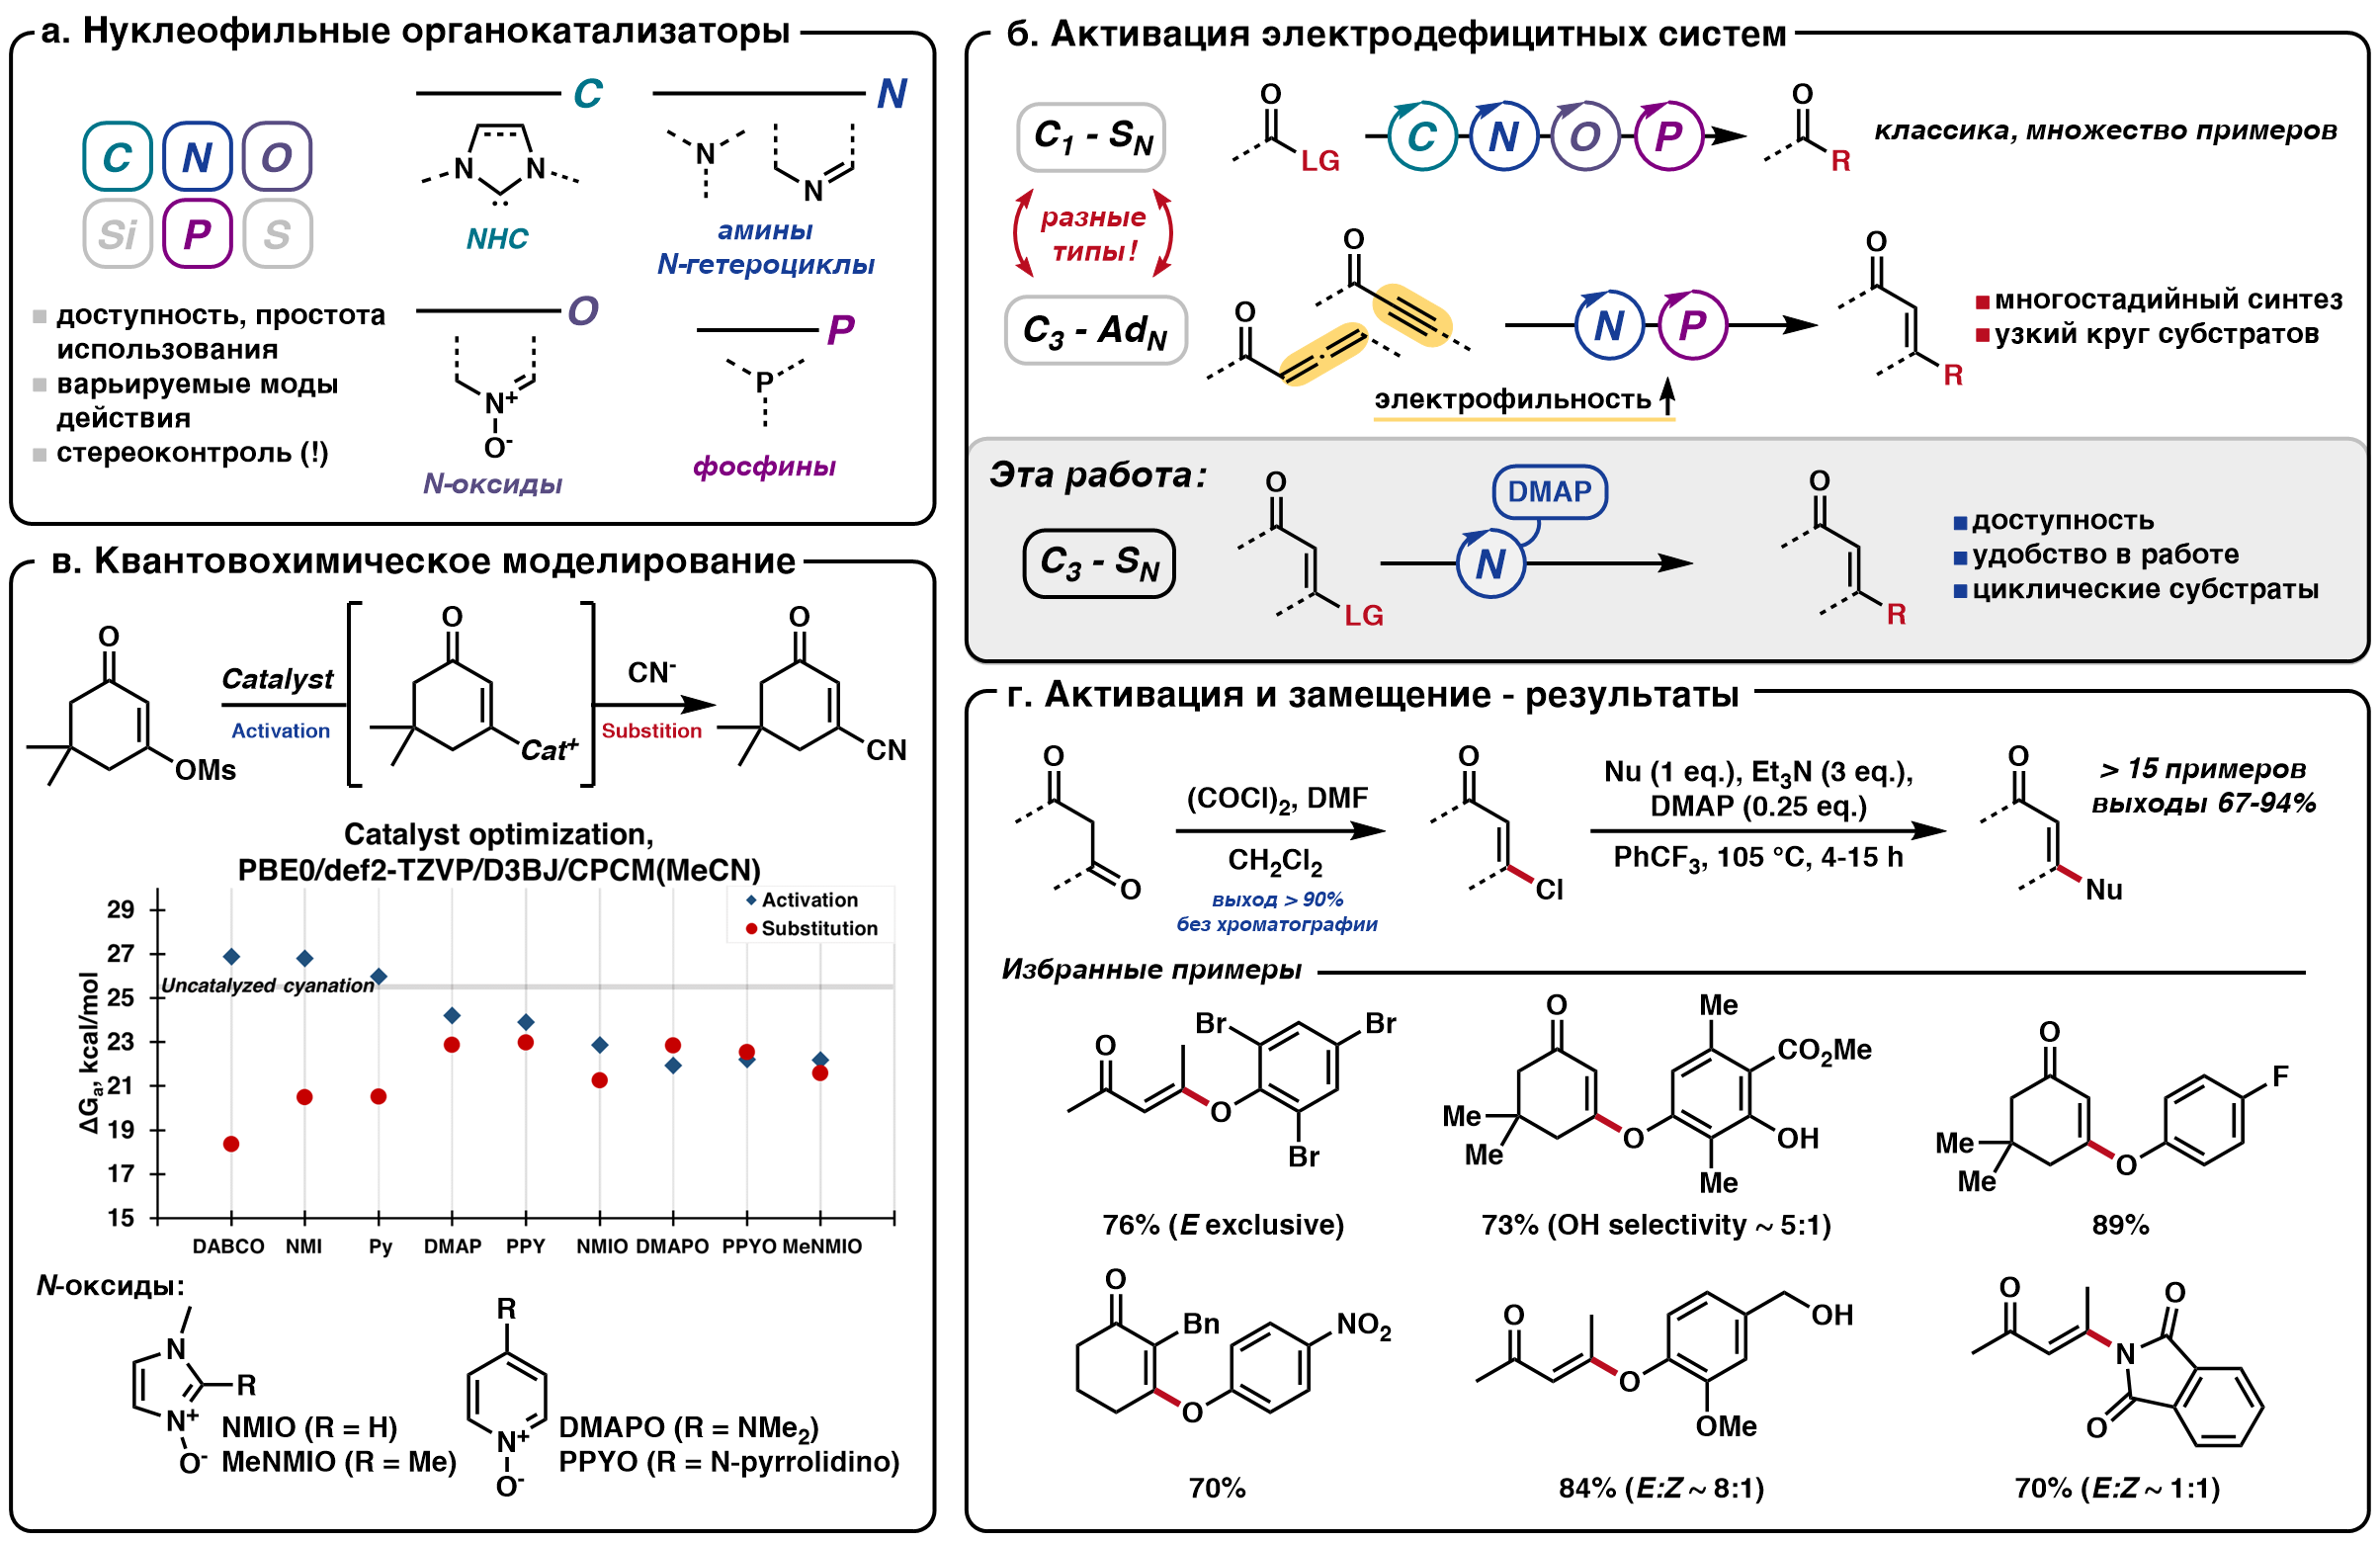 а. Нуклеофильные органокатализаторы
C
N
O
Si
P
S
доступность, простота
использования
варьируемые моды
действия
стереоконтроль (!)
C
N
N
NHC
N
N
N
амины
N-гетероциклы
O
N+
O-
N-оксиды
P
P
фосфины
б. Активация электродефицитных систем
C1 - SN
O
LG
C
N
O
P
O
R
классика, множество примеров
разные
типы!
C3 - AdN
O
O
электрофильность
N
P
O
R
многостадийный синтез
узкий круг субстратов
Эта работа:
C3 - SN
O
LG
DMAP
N
O
R
доступность
удобство в работе
циклические субстраты
в. Квантовохимическое моделирование
O
OMs
Catalyst
Activation
O
Cat+
CN-
Substition
O
CN
Catalyst optimization,
PBE0/def2-TZVP/D3BJ/CPCM(MeCN)
Activation
Substitution
ΔGa, kcal/mol
29
27
25
23
21
19
17
15
Uncatalyzed cyanation
DABCO
NMI
Py
DMAP
PPY
NMIO
DMAPO
PPYO
MeNMIO
N-оксиды:
N
R
N+
O-
NMIO (R = H)
MeNMIO (R = Me)
R
N+
O-
DMAPO (R = NMe2)
PPYO (R = N-pyrrolidino)
г. Активация и замещение - результаты
O
O
(COCl)2, DMF
CH2Cl2
выход > 90%
без хроматографии
O
Cl
Nu (1 eq.), Et3N (3 eq.),
DMAP (0.25 eq.)
PhCF3, 105 °C, 4-15 h
O
Nu
> 15 примеров
выходы 67-94%
Избранные примеры
O
O
Br
Br
Br
76% (E exclusive)
O
Me
Me
O
Me
CO2Me
OH
Me
73% (OH selectivity ~ 5:1)
O
Me
Me
O
F
89%
O
Bn
O
NO2
70%
O
O
OH
OMe
84% (E:Z ~ 8:1)
O
N
O
O
70% (E:Z ~ 1:1)